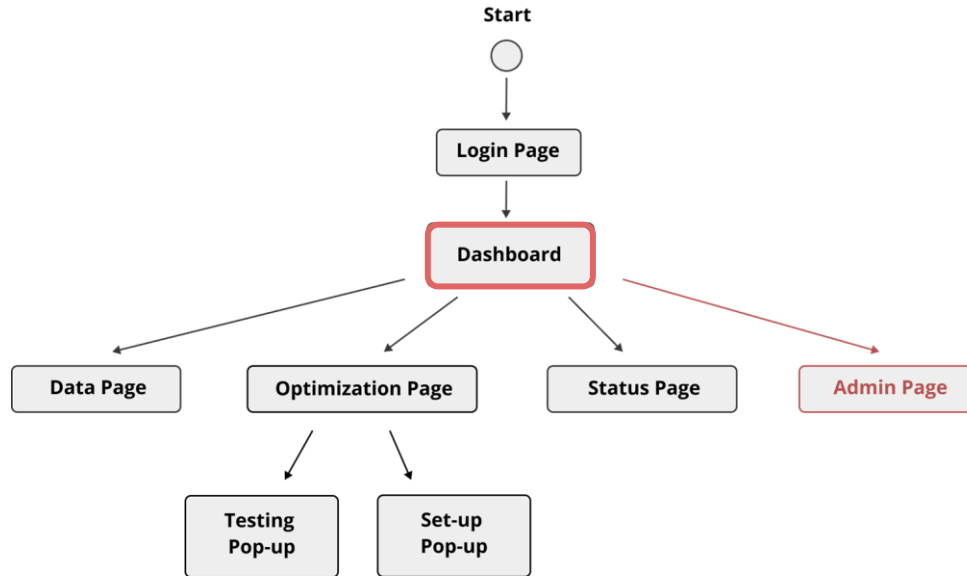 Start
Login Page
Dashboard
Data Page
Optimization Page
Status Page
Admin Page
Testing
Pop-up
Set-up
Pop-up